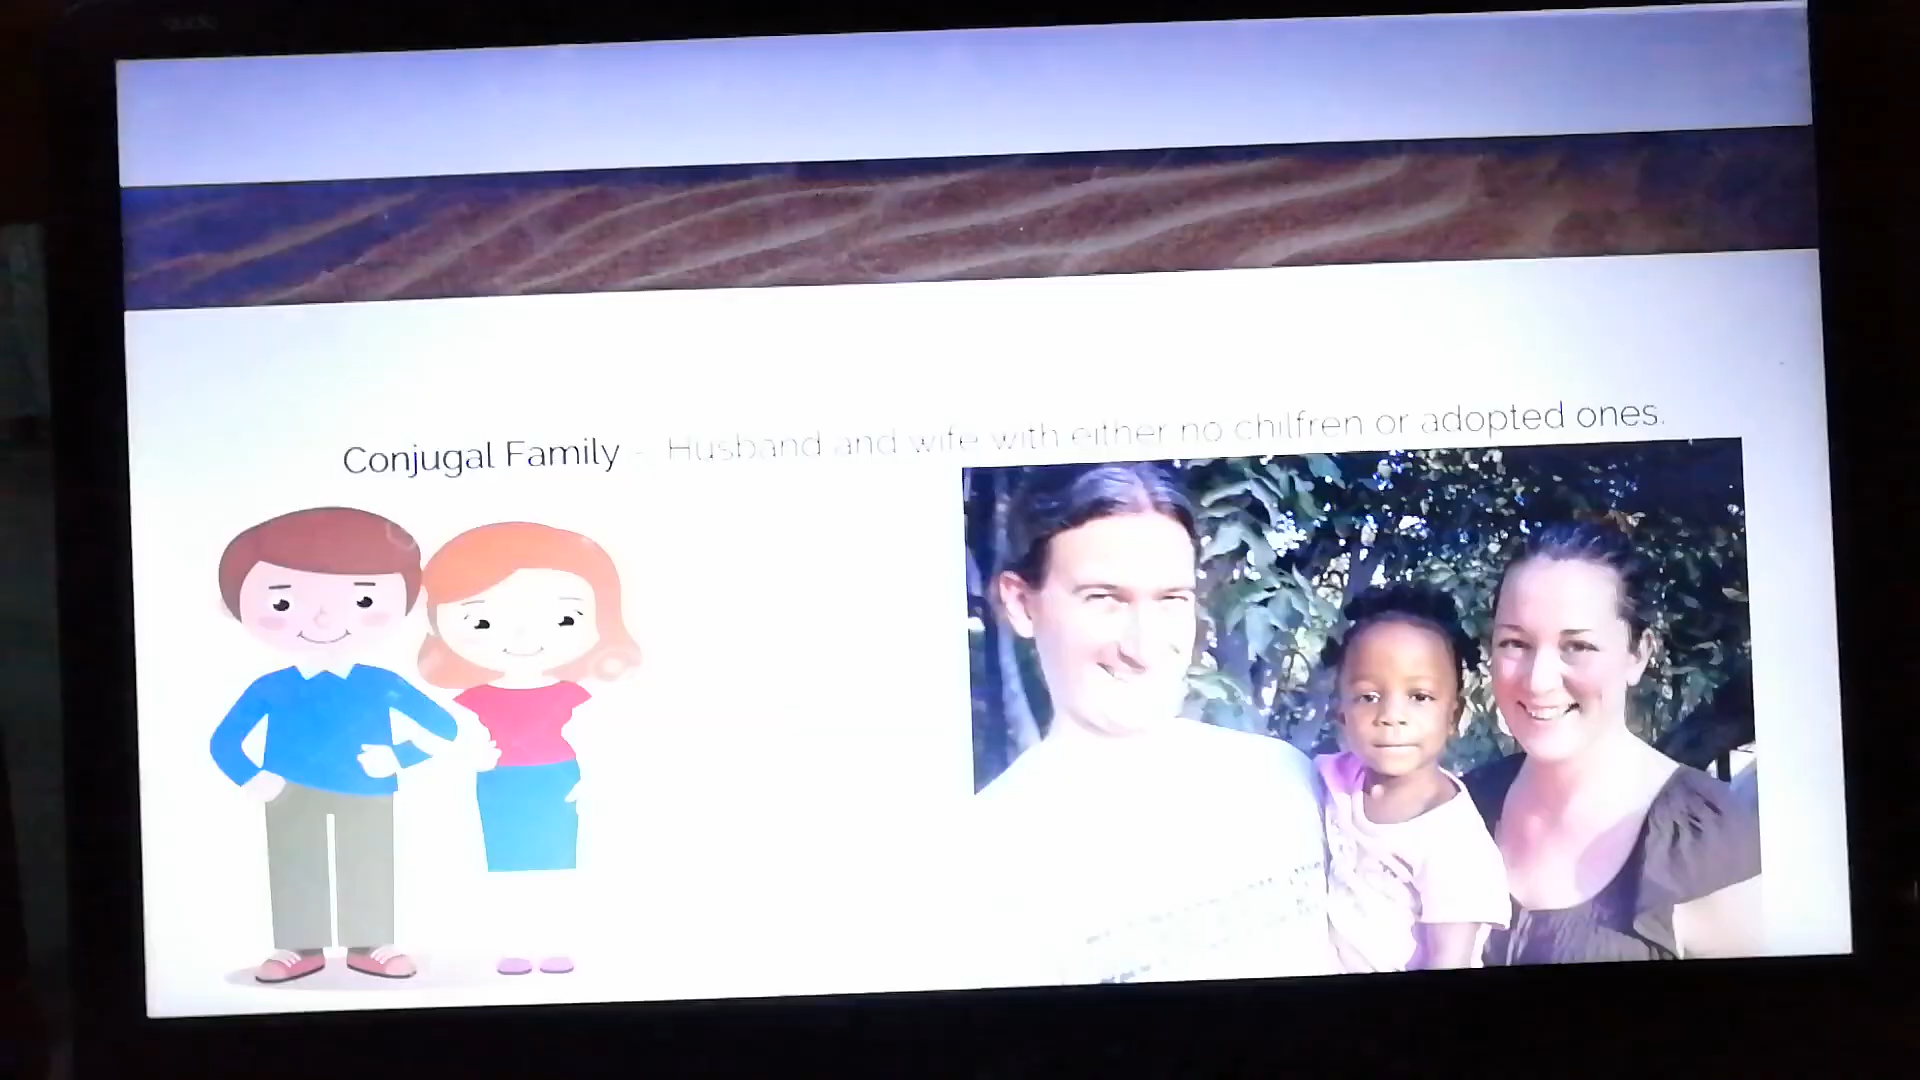 Conjugal Family - Husband and wife with either no chilfren or adopted ones.